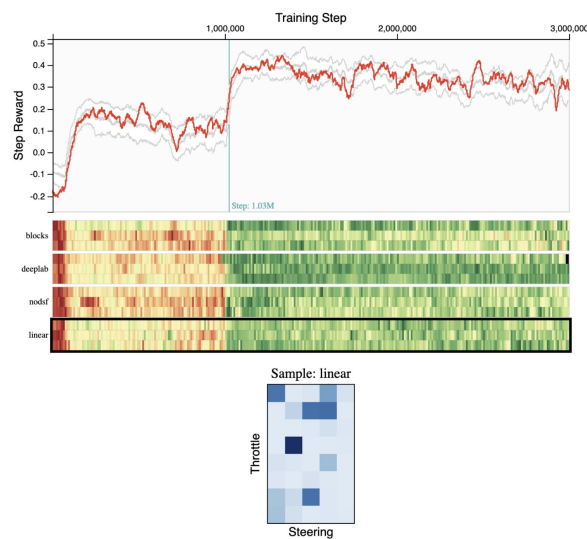 Training Step
1,000,000 2,000,000 3,000,000
0.5
0.4
0.3
0.2
0.1
0.0
-0.1
-0.2
Step Reward
Step: 1.03M
blocks
deeplab
nodsf
linear
Sample: linear
Throttle
Steering